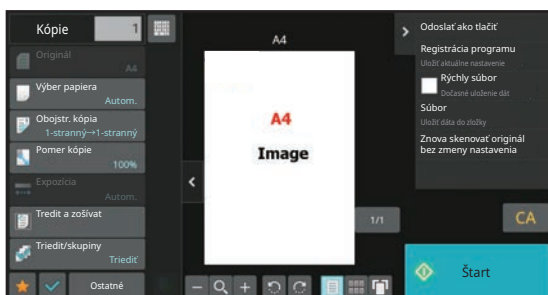 Kópie
1
Originál
A4
Výber papiera
Autom.
Obojstr. kópia
1-stranný→1-stranný
Pomer kópie
100%
Expozícia
Autom.
Tredit a zošívat
Triedit/skupiny
Triediť
Ostatné
A4
A4
Image
1/1
Odoslať ako tlačiť
Registrácia programu
Uložiť aktuálne nastavenie
Rýchly súbor
Dočasné uloženie dát
Súbor
Uložiť dáta do zložky
Znova skenovať originál
bez zmeny nastavenia
CA
Štart